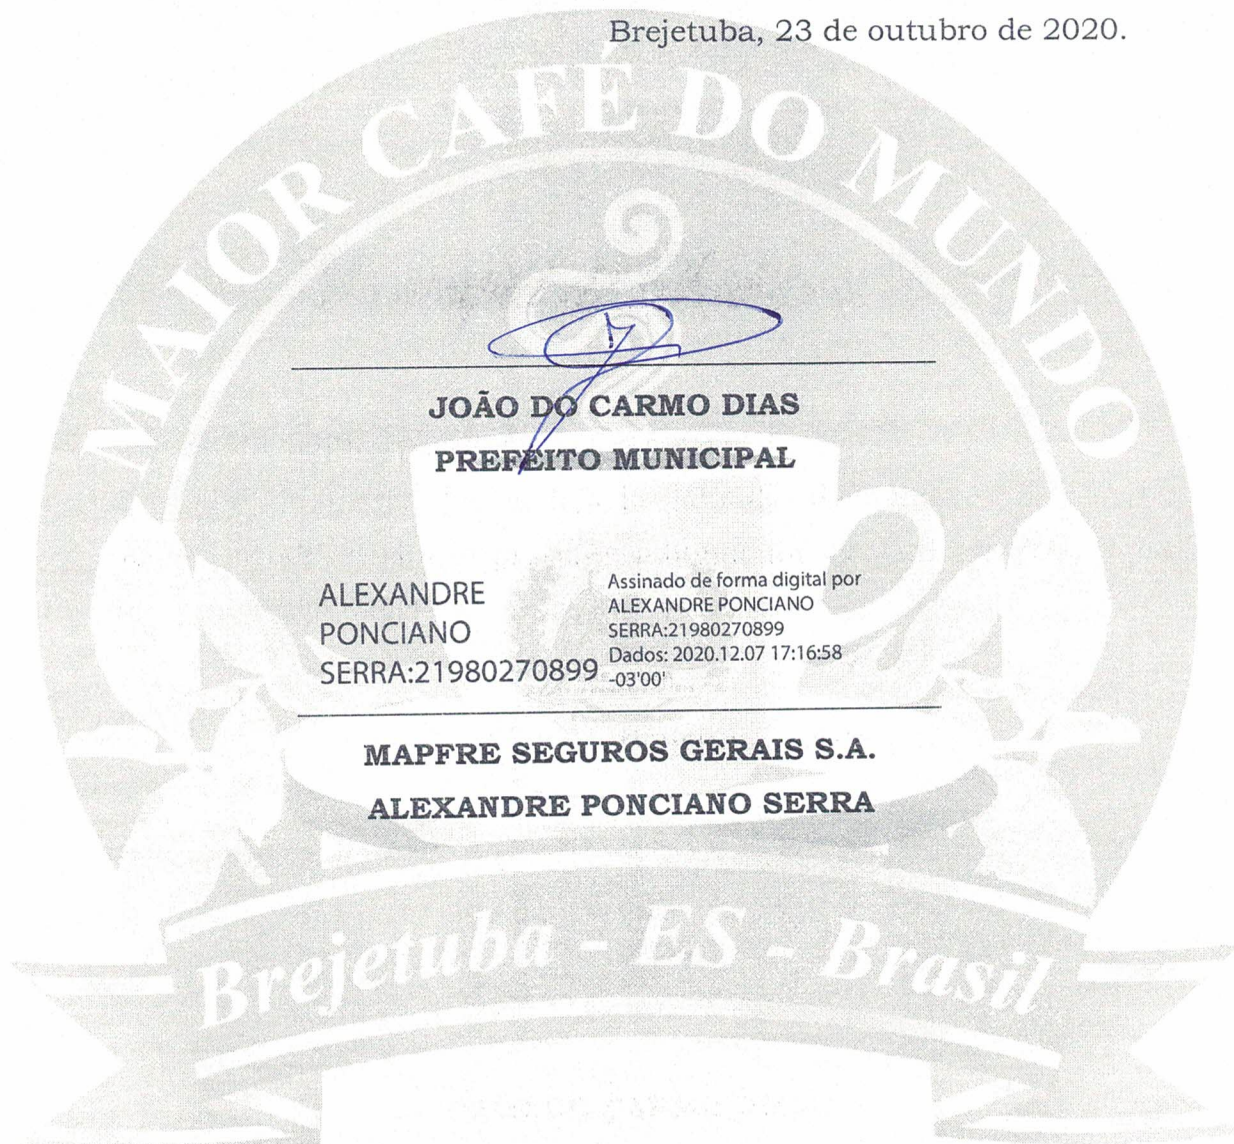 Brejetuba, 23 de outubro de 2020.
MAIOR CAFÉ DO MUNDO
JOÃO DO CARMO DIAS
PREFEITO MUNICIPAL
ALEXANDRE
PONCIANO
SERRA:21980270899
Assinado de forma digital por
ALEXANDRE PONCIANO
SERRA:21980270899
Dados: 2020.12.07 17:16:58
-03'00'
MAPFRE SEGUROS GERAIS S.A.
ALEXANDRE PONCIANO SERRA
Brejetuba - ES - Brasil